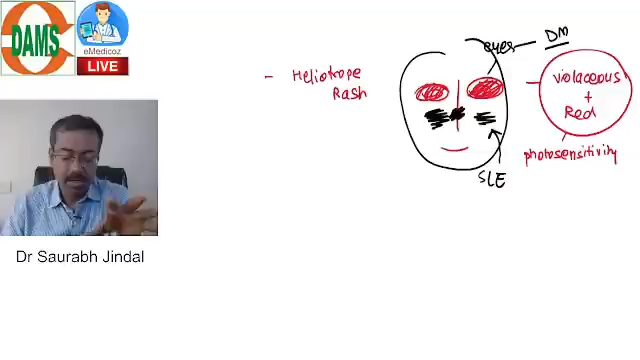 DAMS
eMedicoz
LIVE
- Heliotrope
Rash
eyes - DM
violaceous
+
Red
photosensitivity
SLE
Dr Saurabh Jindal